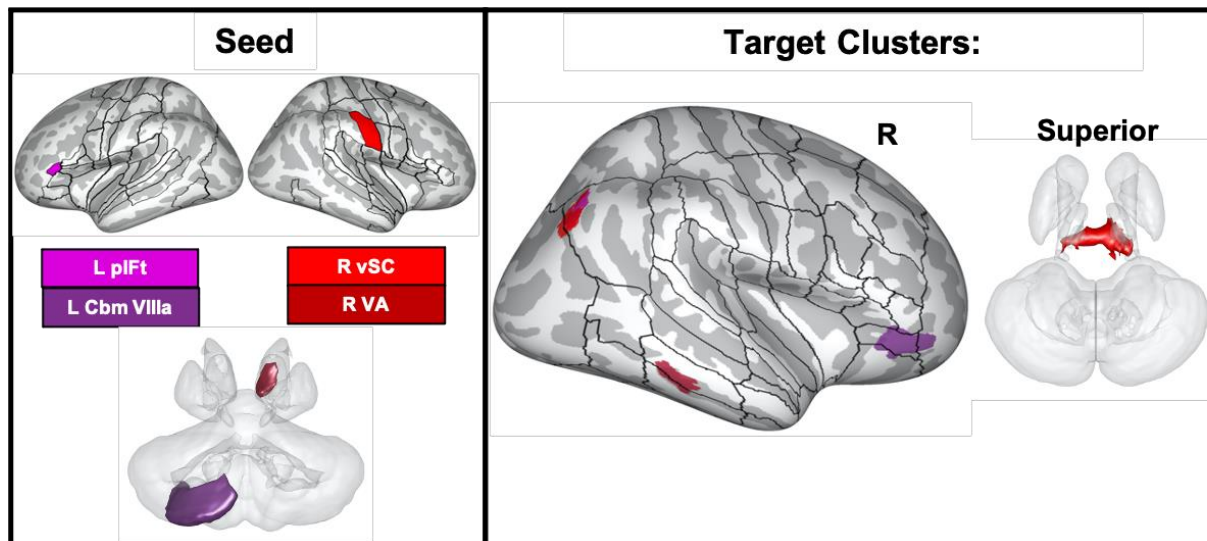 Seed
L pIFt
R vSC
L Cbm VIIIa
R VA
Target Clusters:
R
Superior